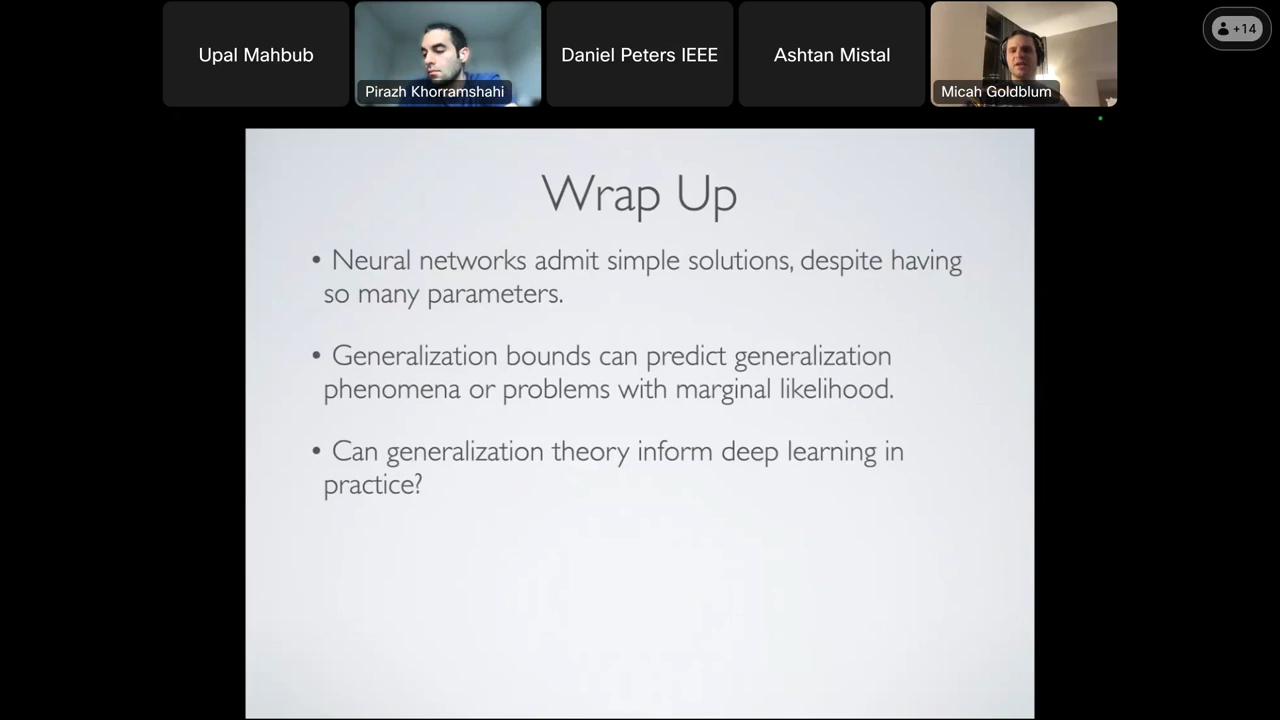 Upal Mahbub
Pirazh Khorramshahi
Daniel Peters IEEE
Ashtan Mistal
Micah Goldblum
+14
Wrap Up
• Neural networks admit simple solutions, despite having
so many parameters.
• Generalization bounds can predict generalization
phenomena or problems with marginal likelihood.
• Can generalization theory inform deep learning in
practice?